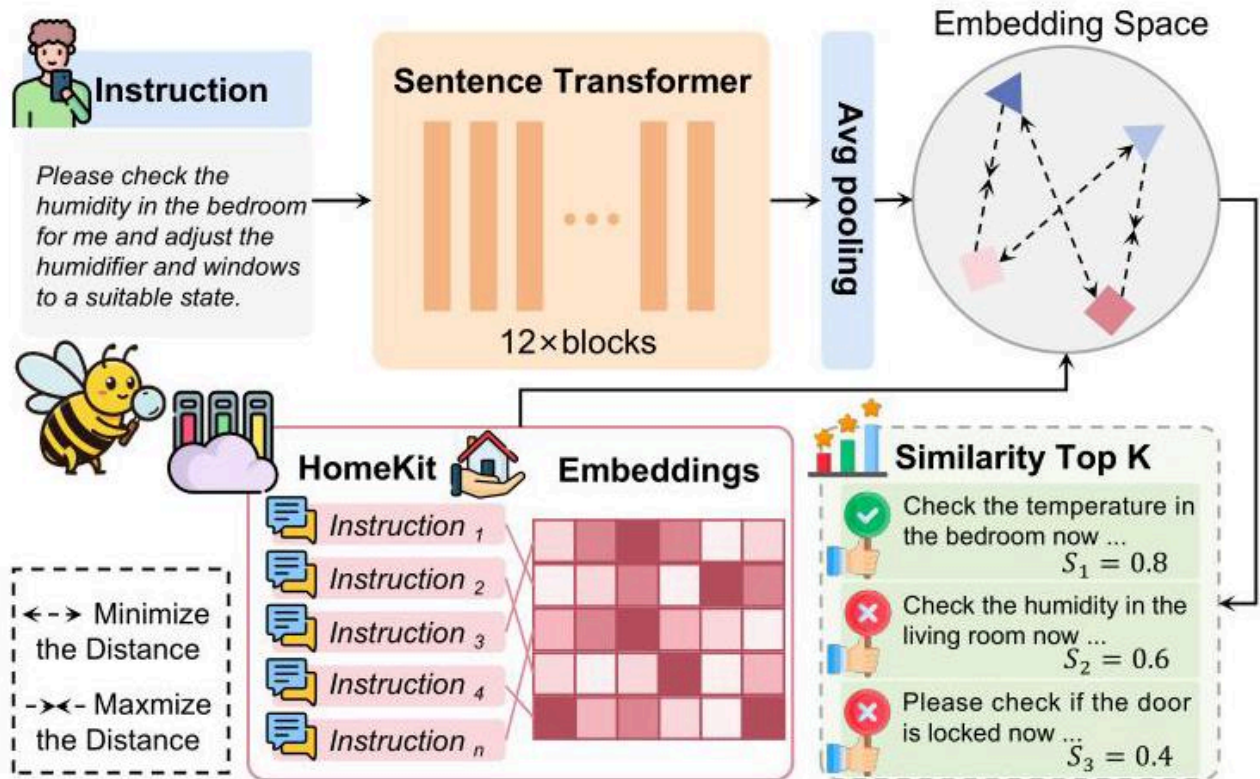 Embedding Space
Instruction
Sentence Transformer
Avg pooling
Please check the
humidity in the bedroom
for me and adjust the
humidifier and windows
to a suitable state.
12×blocks
HomeKit
Embeddings
Instruction 1
Instruction 2
Instruction 3
Instruction 4
Instruction n
Similarity Top K
Check the temperature in
the bedroom now ...
S1 = 0.8
Check the humidity in the
living room now ...
S2 = 0.6
Please check if the door
is locked now ...
S3 = 0.4
Minimize
the Distance
Maxmize
the Distance